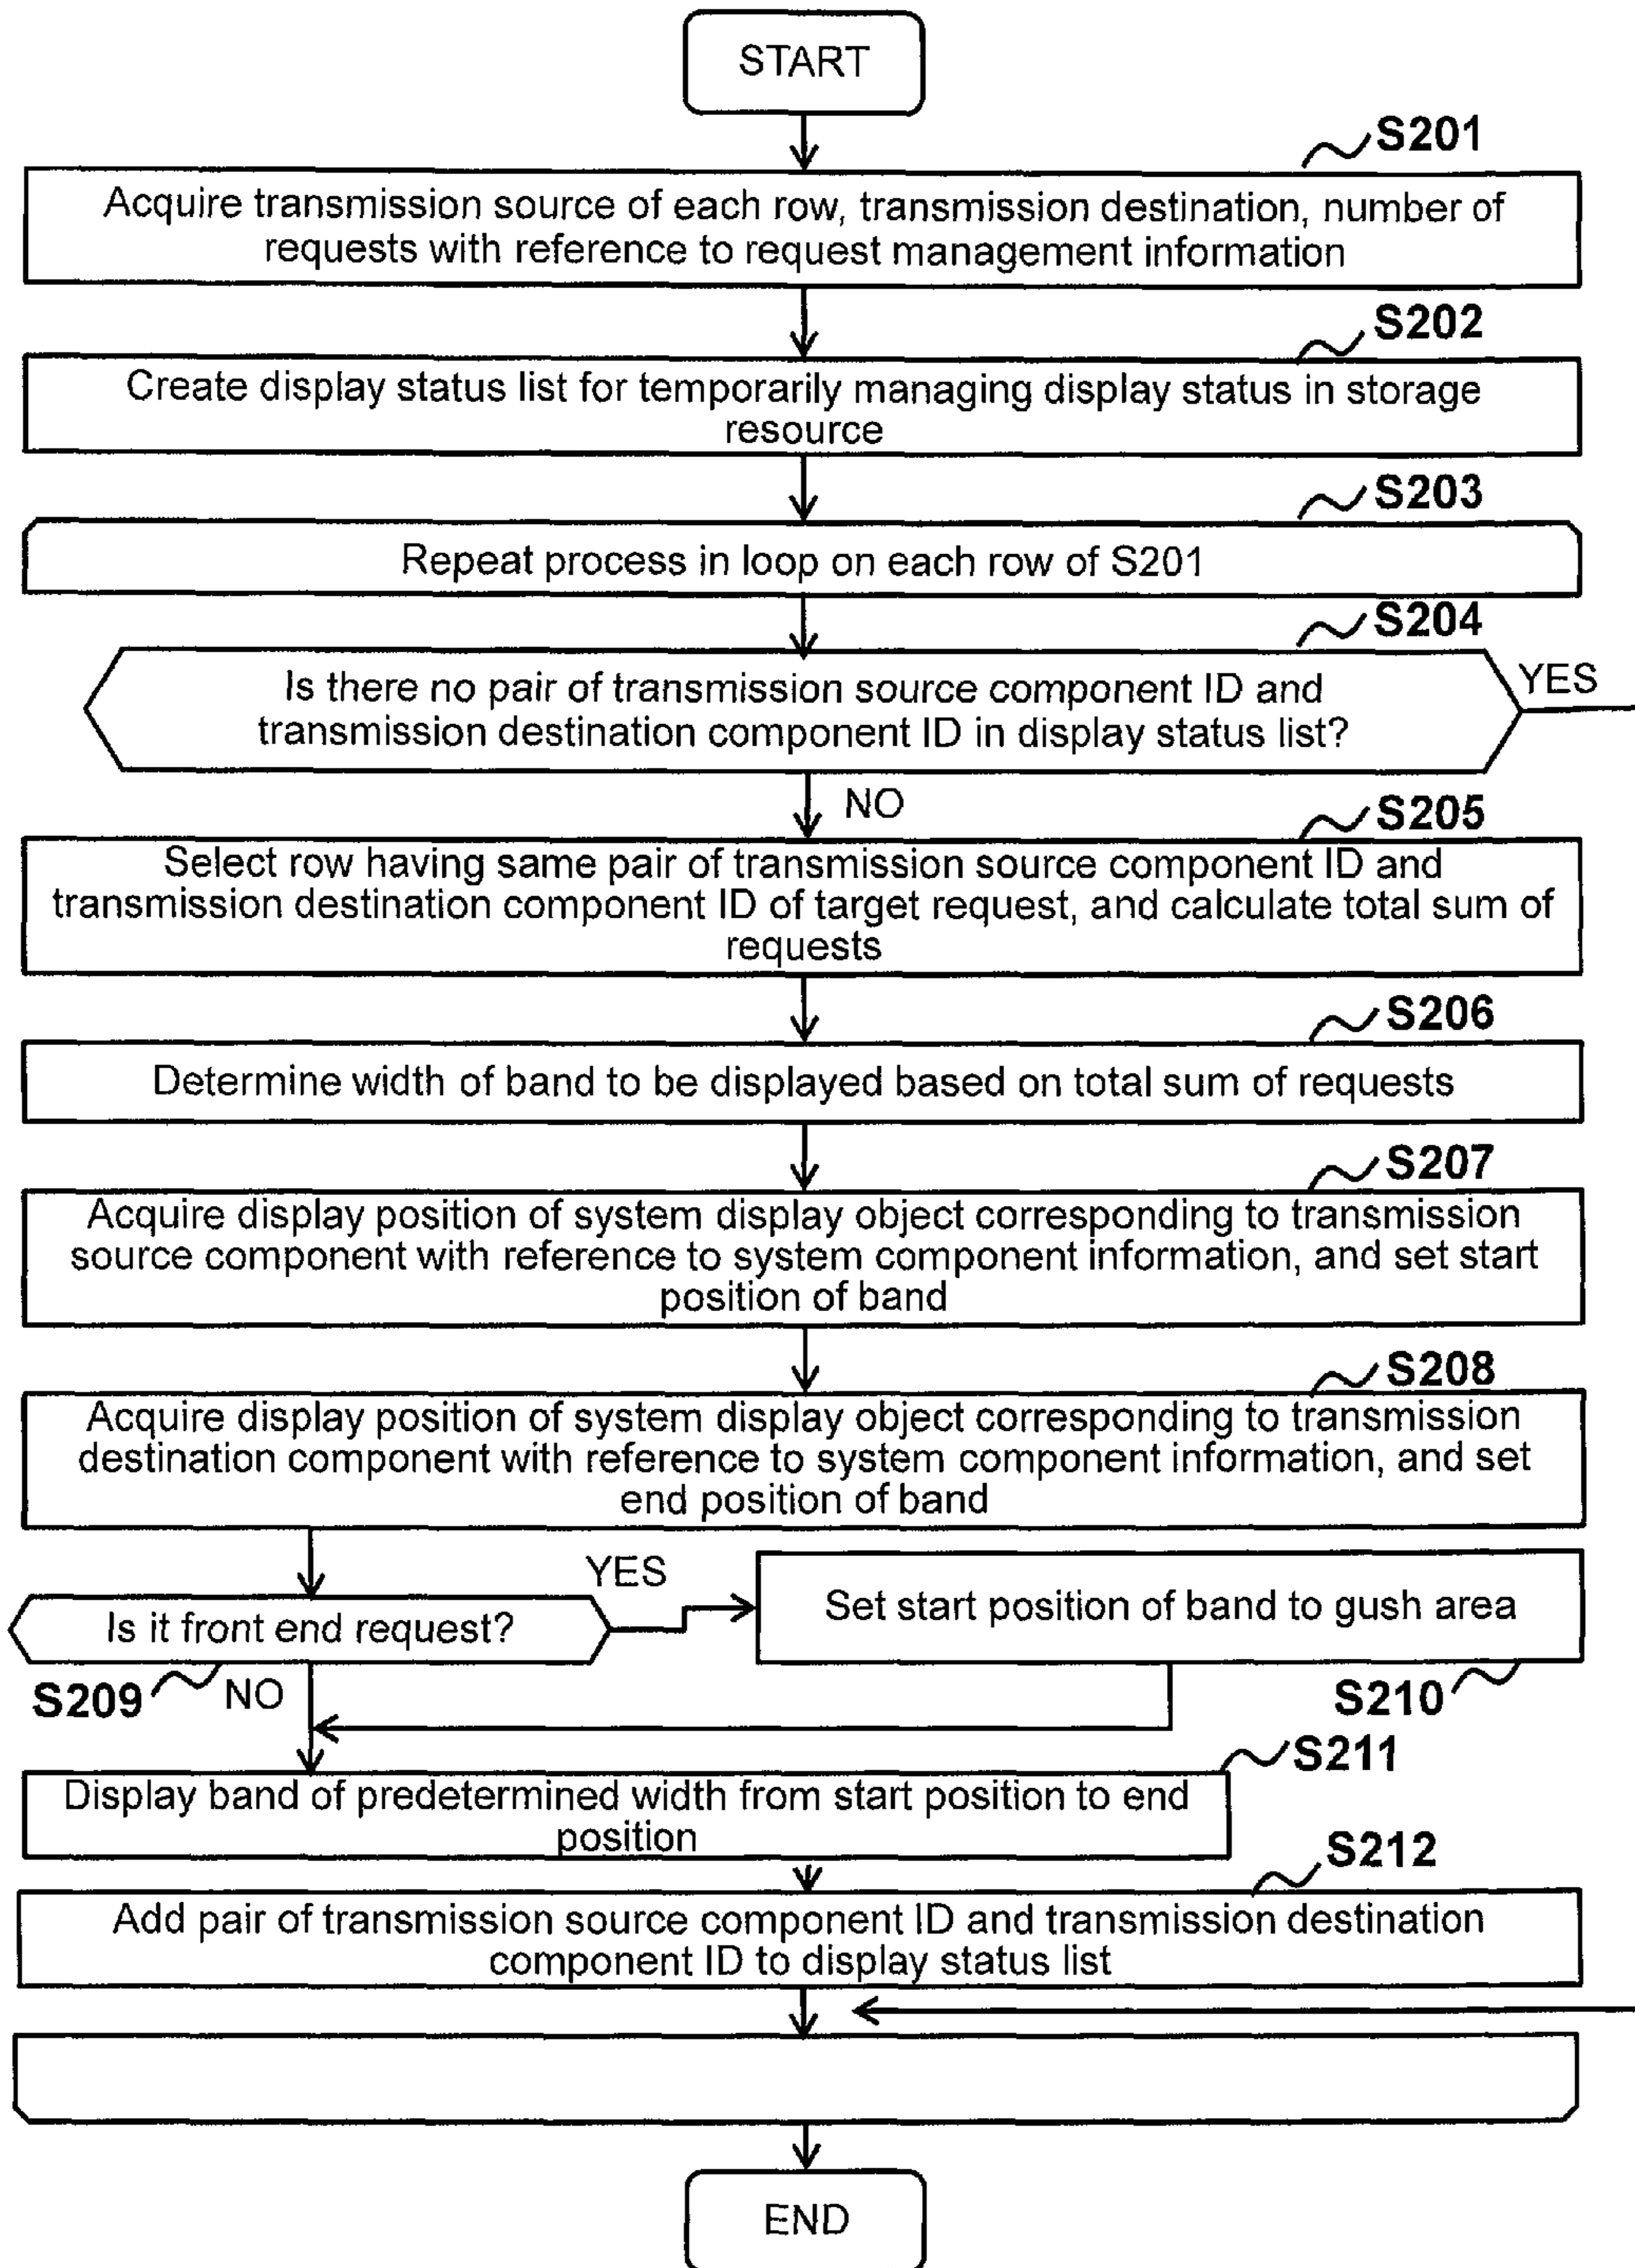 START
S201
Acquire transmission source of each row, transmission destination, number of
requests with reference to request management information
S202
Create display status list for temporarily managing display status in storage
resource
S203
Repeat process in loop on each row of S201
S204
Is there no pair of transmission source component ID and
transmission destination component ID in display status list?
YES
NO
S205
Select row having same pair of transmission source component ID and
transmission destination component ID of target request, and calculate total sum of
requests
S206
Determine width of band to be displayed based on total sum of requests
S207
Acquire display position of system display object corresponding to transmission
source component with reference to system component information, and set start
position of band
S208
Acquire display position of system display object corresponding to transmission
destination component with reference to system component information, and set
end position of band
YES
Is it front end request?
Set start position of band to gush area
S209
NO
S210
S211
Display band of predetermined width from start position to end
position
S212
Add pair of transmission source component ID and transmission destination
component ID to display status list
END